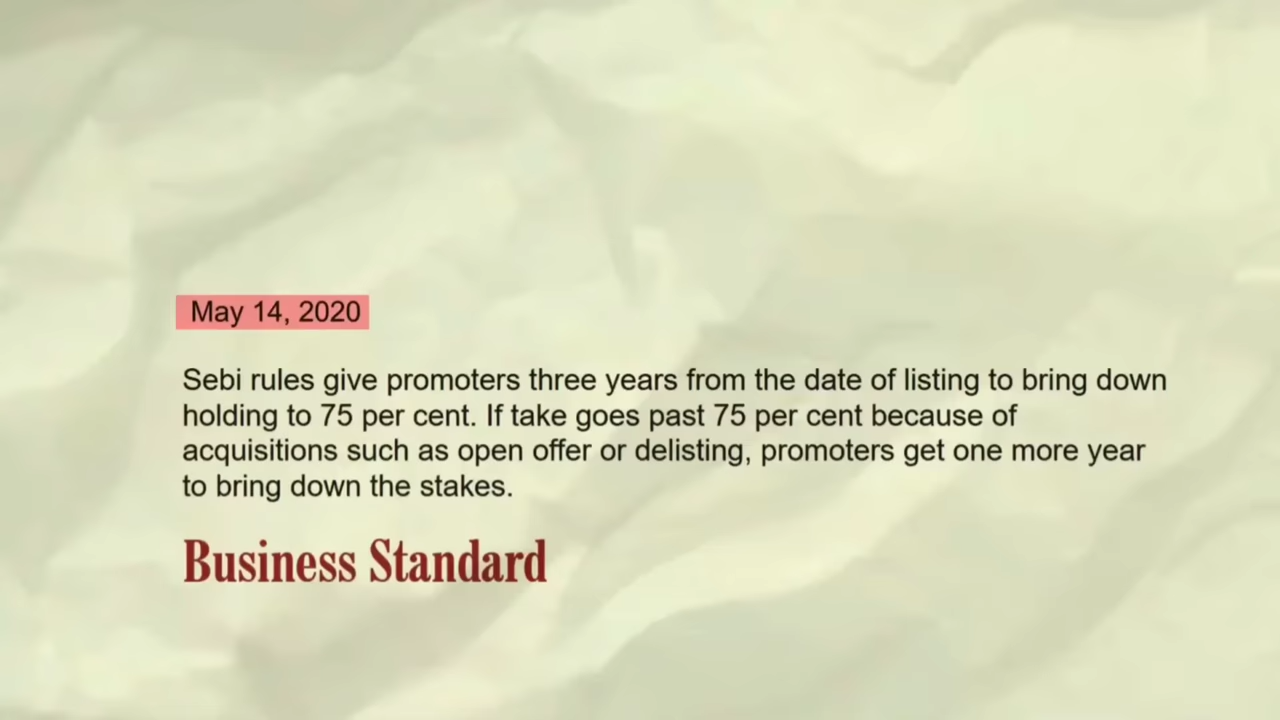 May 14, 2020
Sebi rules give promoters three years from the date of listing to bring down
holding to 75 per cent. If take goes past 75 per cent because of
acquisitions such as open offer or delisting, promoters get one more year
to bring down the stakes.
Business Standard